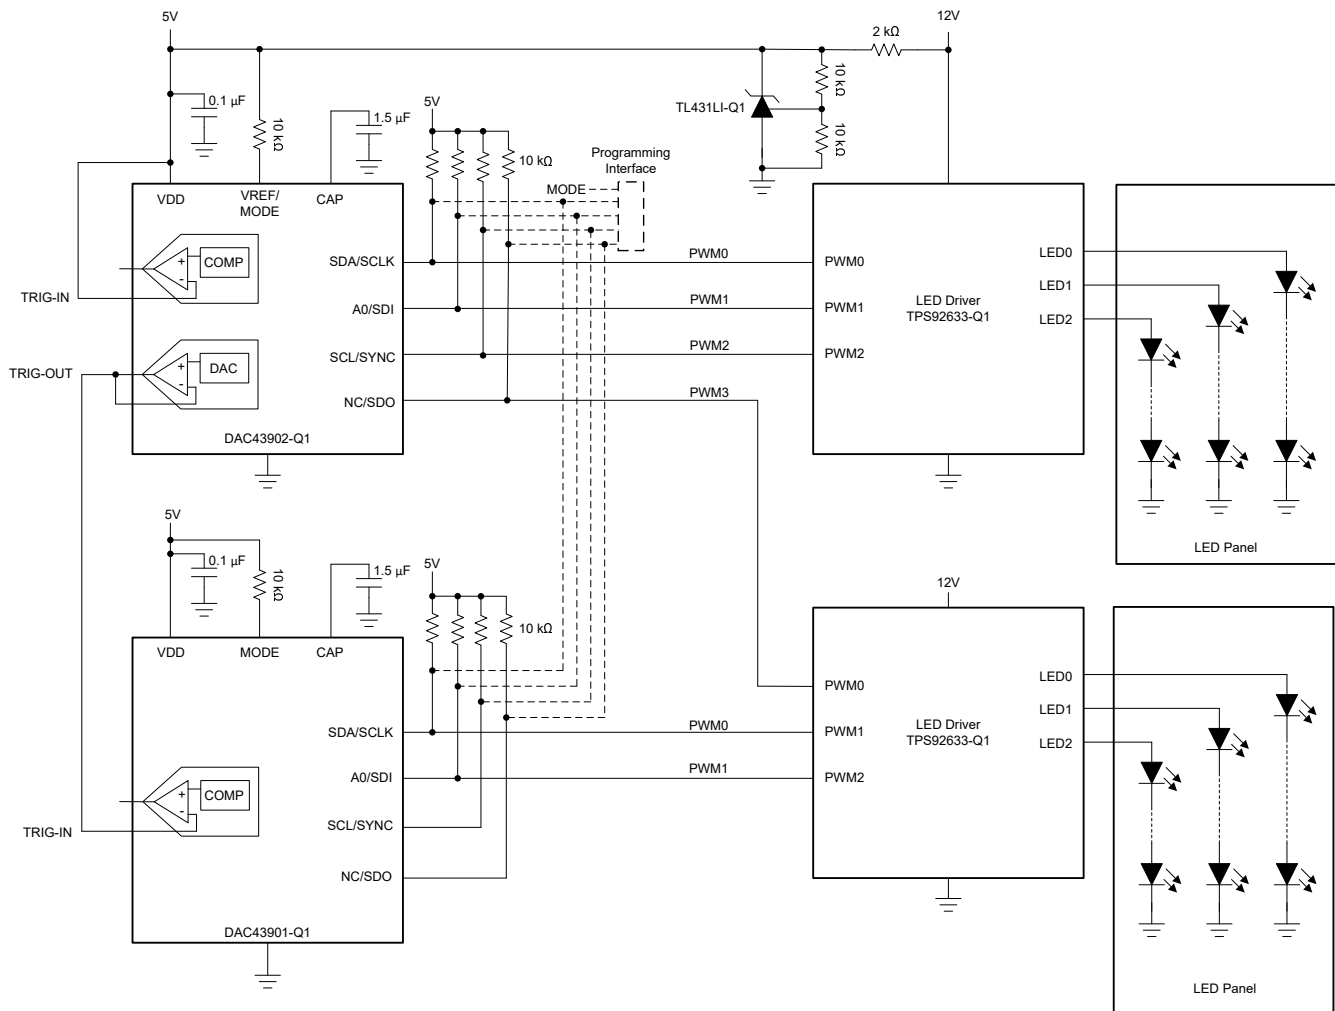 5V
12V
2 kΩ
0.1 µF
10 kΩ
1.5 µF
5V
10 kΩ
TL431LI-Q1
10 kΩ
10 kΩ
Programming
Interface
MODE
VDD
VREF/
MODE
CAP
COMP
+
-
TRIG-IN
SDA/SCLK
PWM0
PWM0
LED0
A0/SDI
PWM1
PWM1
LED Driver
TPS92633-Q1
LED1
LED2
SCL/SYNC
PWM2
PWM2
DAC
+
-
TRIG-OUT
NC/SDO
PWM3
DAC43902-Q1
LED Panel
5V
0.1 µF
10 kΩ
1.5 µF
5V
10 kΩ
12V
VDD
MODE
CAP
PWM0
LED0
LED1
LED2
SDA/SCLK
PWM0
PWM1
LED Driver
TPS92633-Q1
A0/SDI
PWM1
PWM2
COMP
+
-
TRIG-IN
SCL/SYNC
NC/SDO
DAC43901-Q1
LED Panel